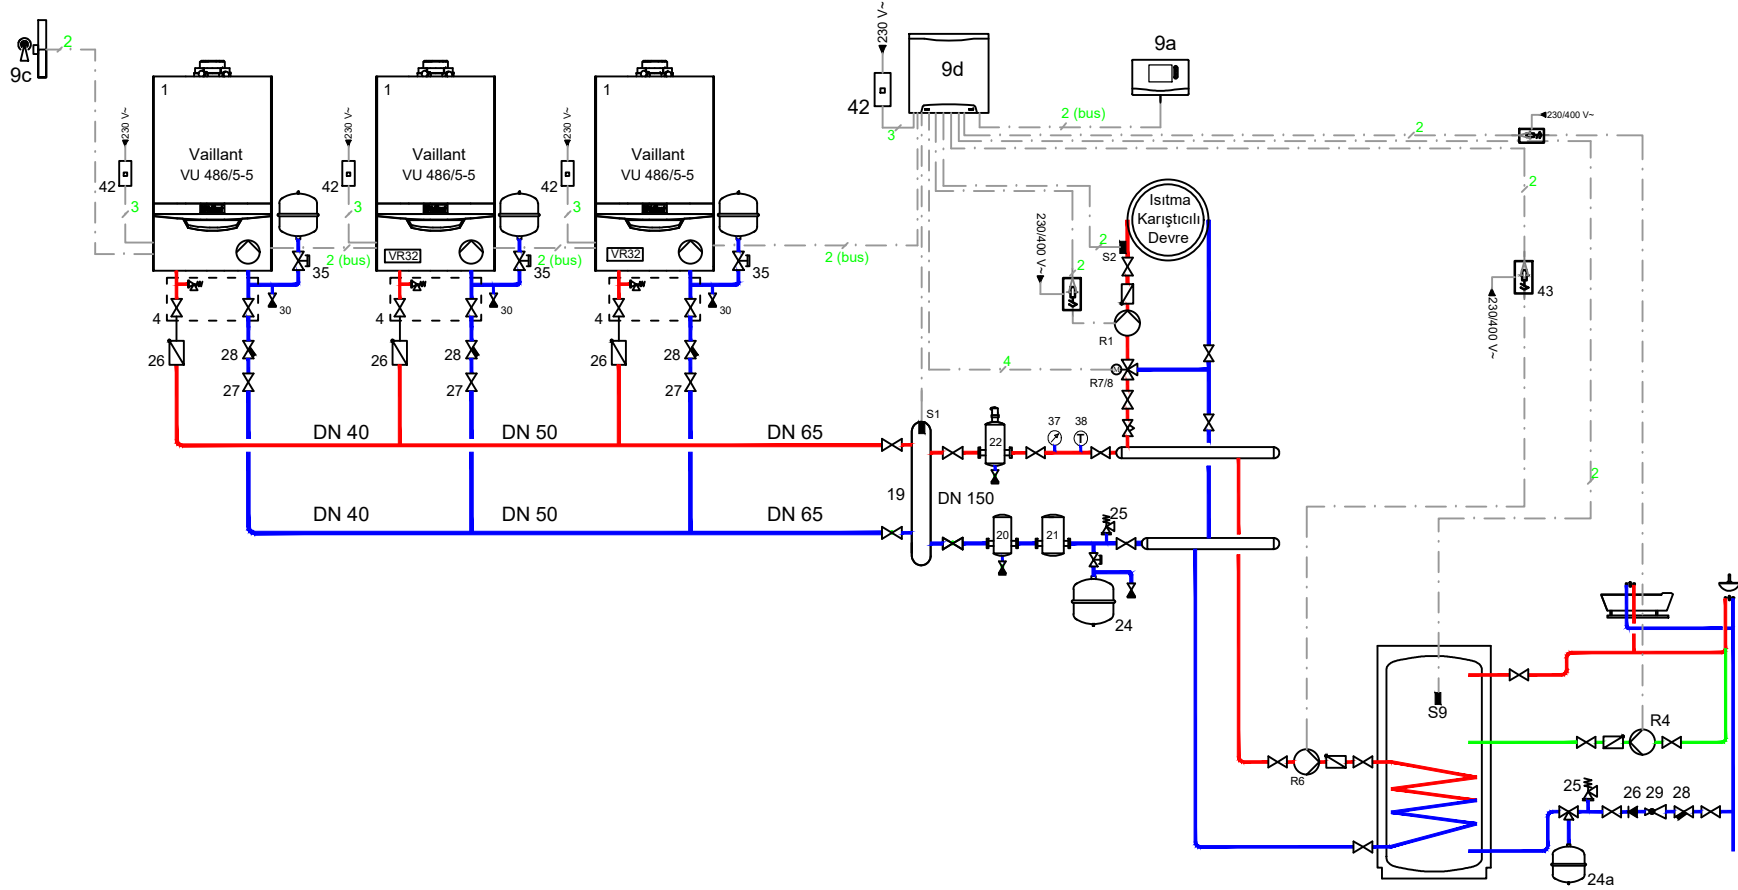 9c
2
1
Vaillant
VU 486/5-5
230 V~
42
3
35
2 (bus)
4
30
26
28
27
1
Vaillant
VU 486/5-5
230 V~
42
3
VR32
35
2 (bus)
4
30
26
28
27
1
Vaillant
VU 486/5-5
230 V~
42
3
VR32
35
2 (bus)
4
30
26
28
27
DN 40
DN 50
DN 65
DN 40
DN 50
DN 65
230 V~
42
3
9d
9a
2 (bus)
2
230/400 V~
2
2
Isıtma
Karıştıcılı
Devre
2
S2
230/400 V~
2
R1
4
M
R7/8
230/400 V~
43
S1
19
DN 150
22
37
38
T
20
21
25
24
R6
S9
R4
25
26
29
28
24a